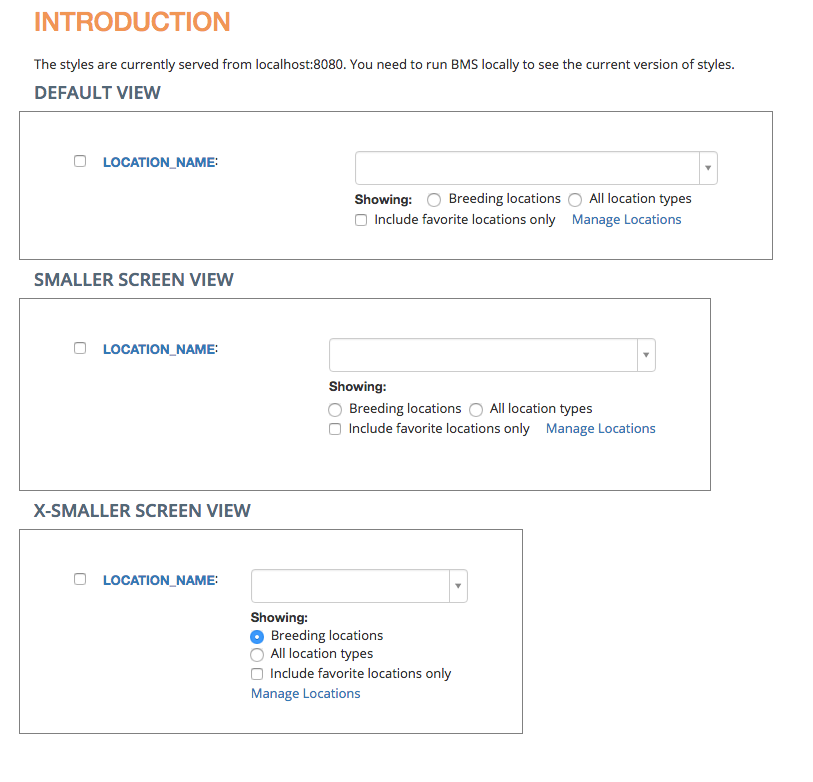 INTRODUCTION
The styles are currently served from localhost:8080. You need to run BMS locally to see the current version of styles.
DEFAULT VIEW
LOCATION_NAME:
Showing: Breeding locations All location types
Include favorite locations only Manage Locations
SMALLER SCREEN VIEW
LOCATION_NAME:
Showing:
Breeding locations All location types
Include favorite locations only Manage Locations
X-SMALLER SCREEN VIEW
LOCATION_NAME:
Showing:
Breeding locations
All location types
Include favorite locations only
Manage Locations